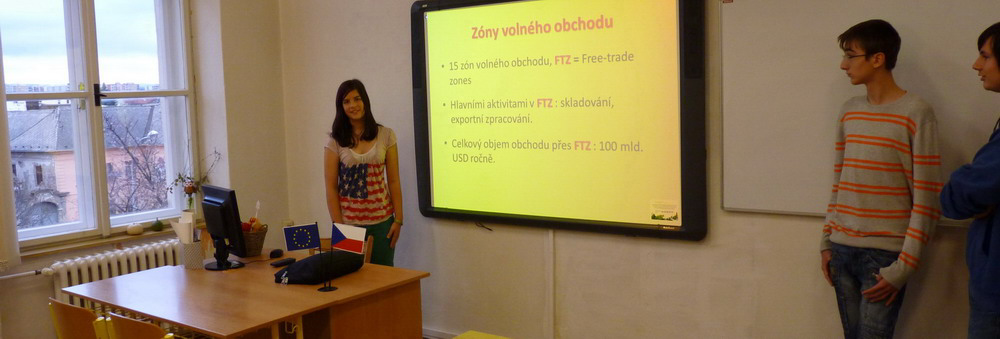 Zóny volného obchodu
• 15 zón volného obchodu, FTZ = Free-trade
zones
• Hlavními aktivitami v FTZ : skladování,
exportní zpracování.
• Celkový objem obchodu přes FTZ : 100 mld.
USD ročně.